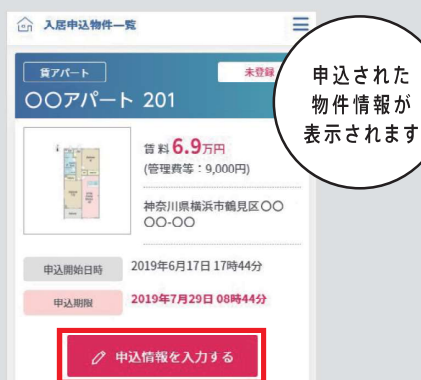 入居申込物件一覧
賃アパート
未登録
〇〇アパート 201
賃料6.9万円
(管理費等：9,000円)
神奈川県横浜市鶴見区〇〇
〇〇-〇〇
申込開始日時
2019年6月17日 17時44分
申込期限
2019年7月29日 08時44分
申込情報を入力する
申込された
物件情報が
表示されます